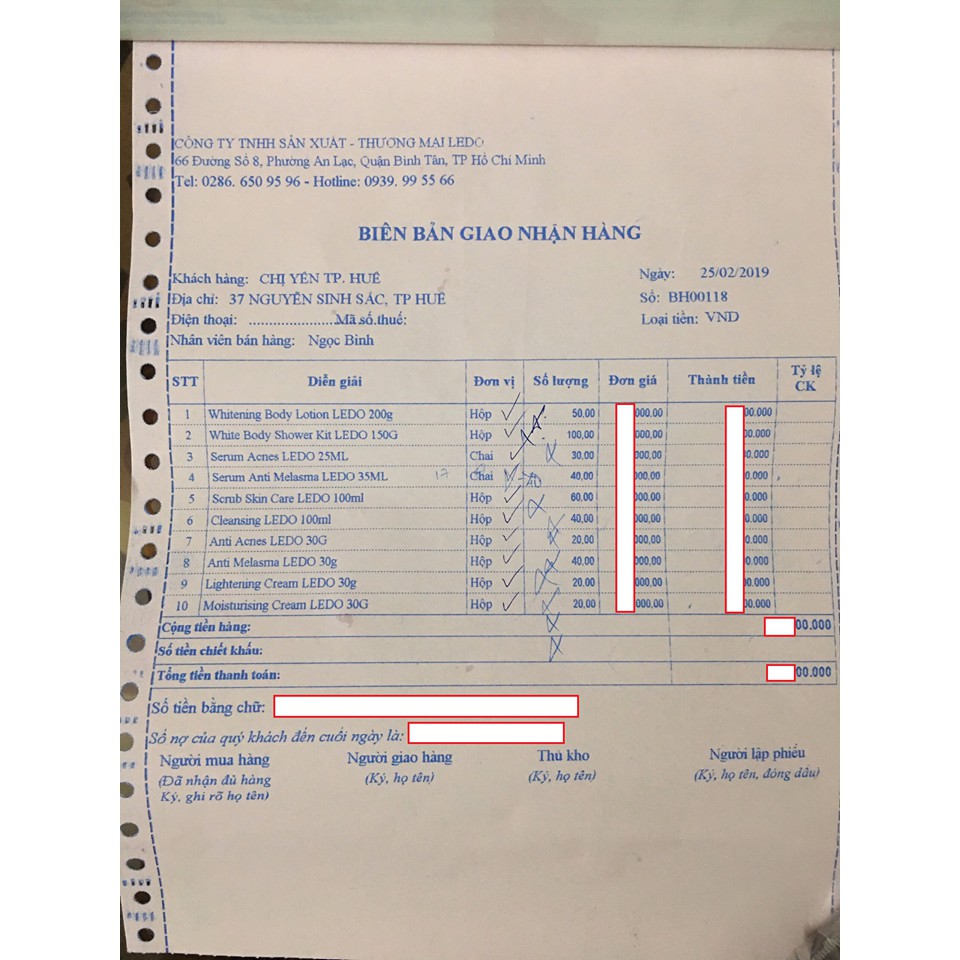 CÔNG TY TNHH SẢN XUẤT - THƯƠNG MẠI LEDO
66 Đường Số 8, Phường An Lạc, Quận Bình Tân, TP Hồ Chí Minh
Tel: 0286. 650 95 96 - Hotline: 0939. 99 55 66
BIÊN BẢN GIAO NHẬN HÀNG
Khách hàng: CHỊ YÊN TP. HUẾ Ngày: 25/02/2019
Địa chỉ: 37 NGUYỄN SINH SẮC, TP HUẾ Số: BH00118
Điện thoại: ......................Mã số thuế: Loại tiền: VND
Nhân viên bán hàng: Ngọc Bình
STT Diễn giải Đơn vị Số lượng Đơn giá Thành tiền Tỷ lệ CK
1 Whitening Body Lotion LEDO 200g Hộp 50,00 000,00 00.000
2 White Body Shower Kit LEDO 150G Hộp 100,00 000,00 0.000
3 Serum Acnes LEDO 25ML Chai 30,00 000,00 0.000
4 Serum Anti Melasma LEDO 35ML 17 Chai 40,00 000,00 0.000
5 Scrub Skin Care LEDO 100ml Hộp 60,00 000,00 0.000
6 Cleansing LEDO 100ml Hộp 40,00 000,00 0.000
7 Anti Acnes LEDO 30G Hộp 20,00 000,00 0.000
8 Anti Melasma LEDO 30g Hộp 40,00 000,00 0.000
9 Lightening Cream LEDO 30g Hộp 20,00 000,00 0.000
10 Moisturising Cream LEDO 30G Hộp 20,00 000,00 0.000
Cộng tiền hàng: 00.000
Số tiền chiết khấu:
Tổng tiền thanh toán: 00.000
Số tiền bằng chữ:
Số nợ của quý khách đến cuối ngày là:
Người mua hàng Người giao hàng Thủ kho Người lập phiếu
(Đã nhận đủ hàng (Ký, họ tên) (Ký, họ tên) (Ký, họ tên, đóng dấu)
Ký, ghi rõ họ tên)